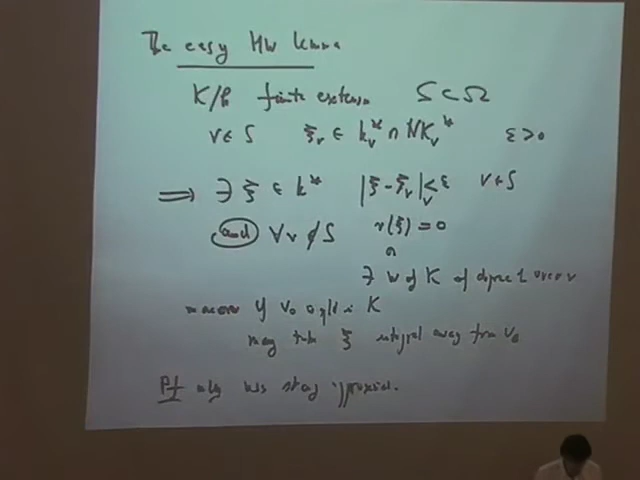 The easy HW lemma
K/k finite extension S ⊂ Ω
v ∈ S ξ_v ∈ k_v^* ∩ NK_v^* ε > 0
⟹ ∃ ξ ∈ k^* |ξ - ξ_v|_v < ε v ∈ S
and ∀ v ∉ S v(ξ) = 0
∃ w of K of degree 1 over v
moreover if v_0 split in K
may take ξ integral away from v_0
Pf only uses strong approximation.